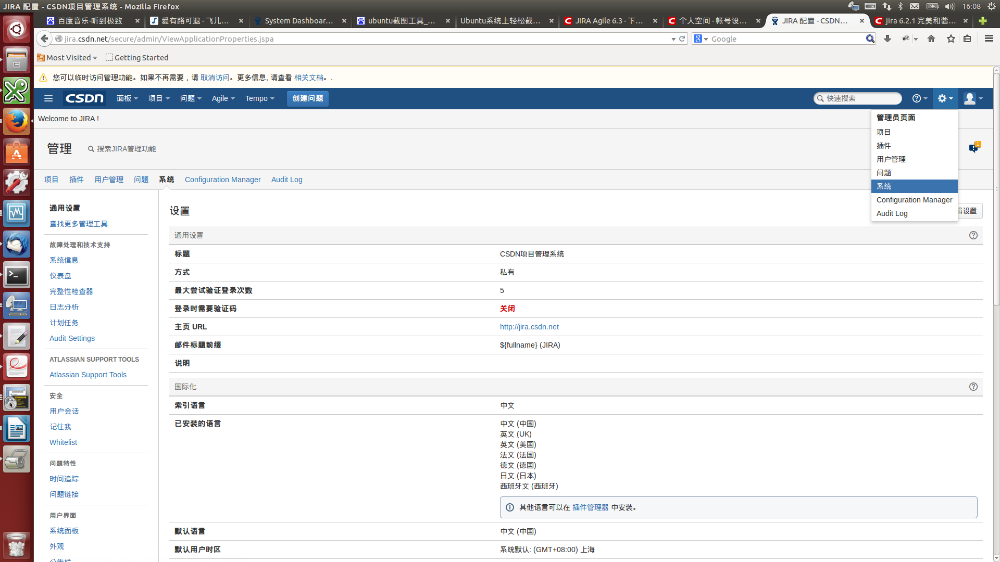 JIRA 配置 - CSDN项目管理系统 - Mozilla Firefox
16:08
百度音乐-听到极致
爱有路可退 - 飞儿...
System Dashboar...
ubuntu截图工具_...
Ubuntu系统上轻松截...
JIRA Agile 6.3 - 下...
个人空间 - 帐号设...
JIRA 配置 - CSDN...
jira 6.2.1 完美和谐...
jira.csdn.net/secure/admin/ViewApplicationProperties.jspa
Google
Most Visited
Getting Started
您可以临时访问管理功能。如果不再需要，请 取消访问。更多信息, 请查看 相关文档。.
CSDN
面板
项目
问题
Agile
Tempo
创建问题
快速搜索
Welcome to JIRA !
管理员页面
项目
插件
用户管理
问题
系统
Configuration Manager
Audit Log
管理
搜索JIRA管理功能
1
项目
插件
用户管理
问题
系统
Configuration Manager
Audit Log
通用设置
查找更多管理工具
故障处理和技术支持
系统信息
仪表盘
完整性检查器
日志分析
计划任务
Audit Settings
ATLASSIAN SUPPORT TOOLS
Atlassian Support Tools
安全
用户会话
记住我
Whitelist
问题特性
时间追踪
问题链接
用户界面
系统面板
外观
公告栏
设置
辑设置
通用设置
标题 CSDN项目管理系统
方式 私有
最大尝试验证登录次数 5
登录时需要验证码 关闭
主页 URL http://jira.csdn.net
邮件标题前缀 ${fullname} (JIRA)
说明
国际化
索引语言 中文
已安装的语言 中文 (中国)
英文 (UK)
英文 (美国)
法文 (法国)
德文 (德国)
日文 (日本)
西班牙文 (西班牙)
其他语言可以在 插件管理器 中安装。
默认语言 中文 (中国)
默认用户时区 系统默认: (GMT+08:00) 上海